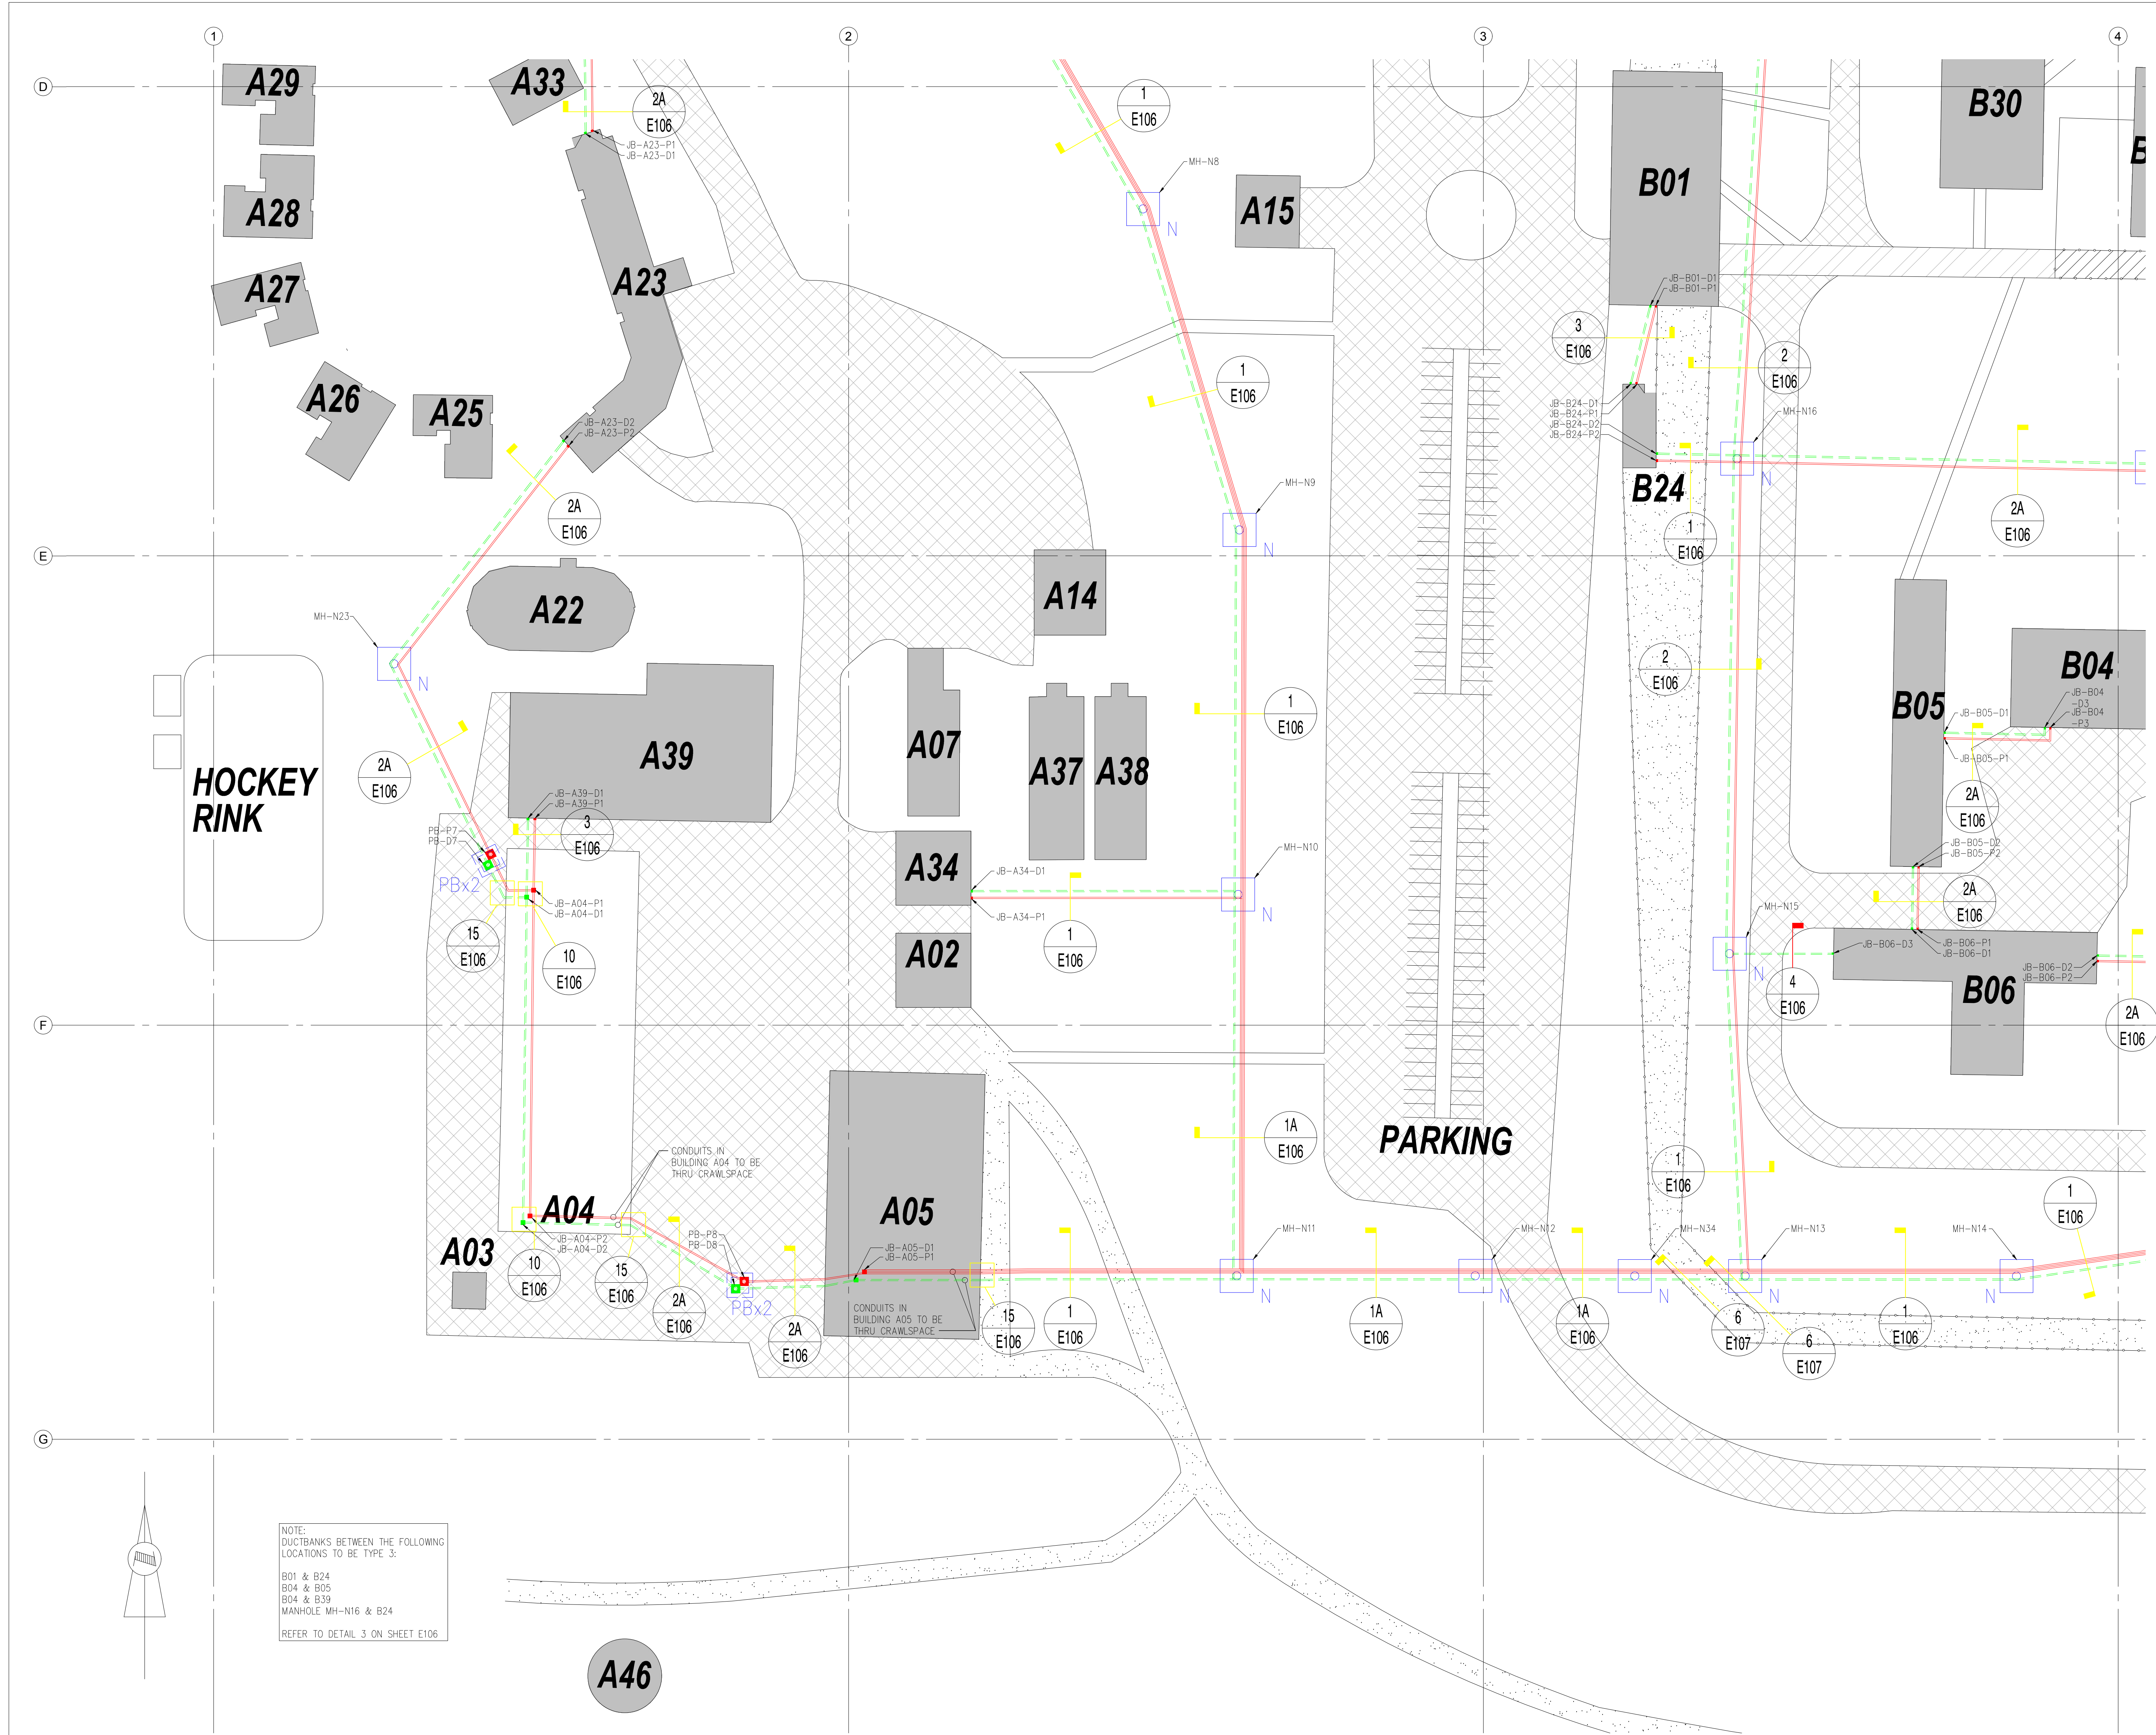 1
2
3
4
D
A29
A33
2A
E106
JB-A23-P1
JB-A23-D1
1
E106
MH-N8
N
B01
B30
B
A28
A15
A27
A23
JB-B01-D1
JB-B01-P1
3
E106
2
E106
A26
A25
JB-A23-D2
JB-A23-P2
1
E106
JB-B24-D1
JB-B24-P1
JB-B24-D2
JB-B24-P2
MH-N16
N
B24
2A
E106
MH-N9
N
1
E106
2A
E106
E
A22
A14
MH-N23
N
2
E106
B04
JB-B04
-D3
JB-B04
-P3
B05
JB-B05-D1
JB-B05-P1
1
E106
A39
A07
A37
A38
HOCKEY
RINK
2A
E106
JB-A39-D1
JB-A39-P1
3
E106
2A
E106
PB-P7
PB-D7
PBx2
A34
JB-A34-D1
JB-A34-P1
MH-N10
N
JB-B05-D2
JB-B05-P2
2A
E106
JB-A04-P1
JB-A04-D1
15
E106
10
E106
A02
1
E106
MH-N15
N
JB-B06-D3
JB-B06-P1
JB-B06-D1
JB-B06-D2
JB-B06-P2
4
E106
B06
2A
E106
F
1A
E106
PARKING
CONDUITS IN
BUILDING A04 TO BE
THRU CRAWLSPACE
1
E106
A04
A05
A03
JB-A04-P2
JB-A04-D2
PB-P8
PB-D8
PBx2
JB-A05-D1
JB-A05-P1
MH-N11
N
MH-N12
N
MH-N34
N
MH-N13
N
MH-N14
N
1
E106
10
E106
15
E106
2A
E106
2A
E106
CONDUITS IN
BUILDING A05 TO BE
THRU CRAWLSPACE
15
E106
1
E106
1A
E106
1A
E106
6
E107
6
E107
1
E106
G
NOTE:
DUCTBANKS BETWEEN THE FOLLOWING
LOCATIONS TO BE TYPE 3:
B01 & B24
B04 & B05
B04 & B39
MANHOLE MH-N16 & B24
REFER TO DETAIL 3 ON SHEET E106
A46